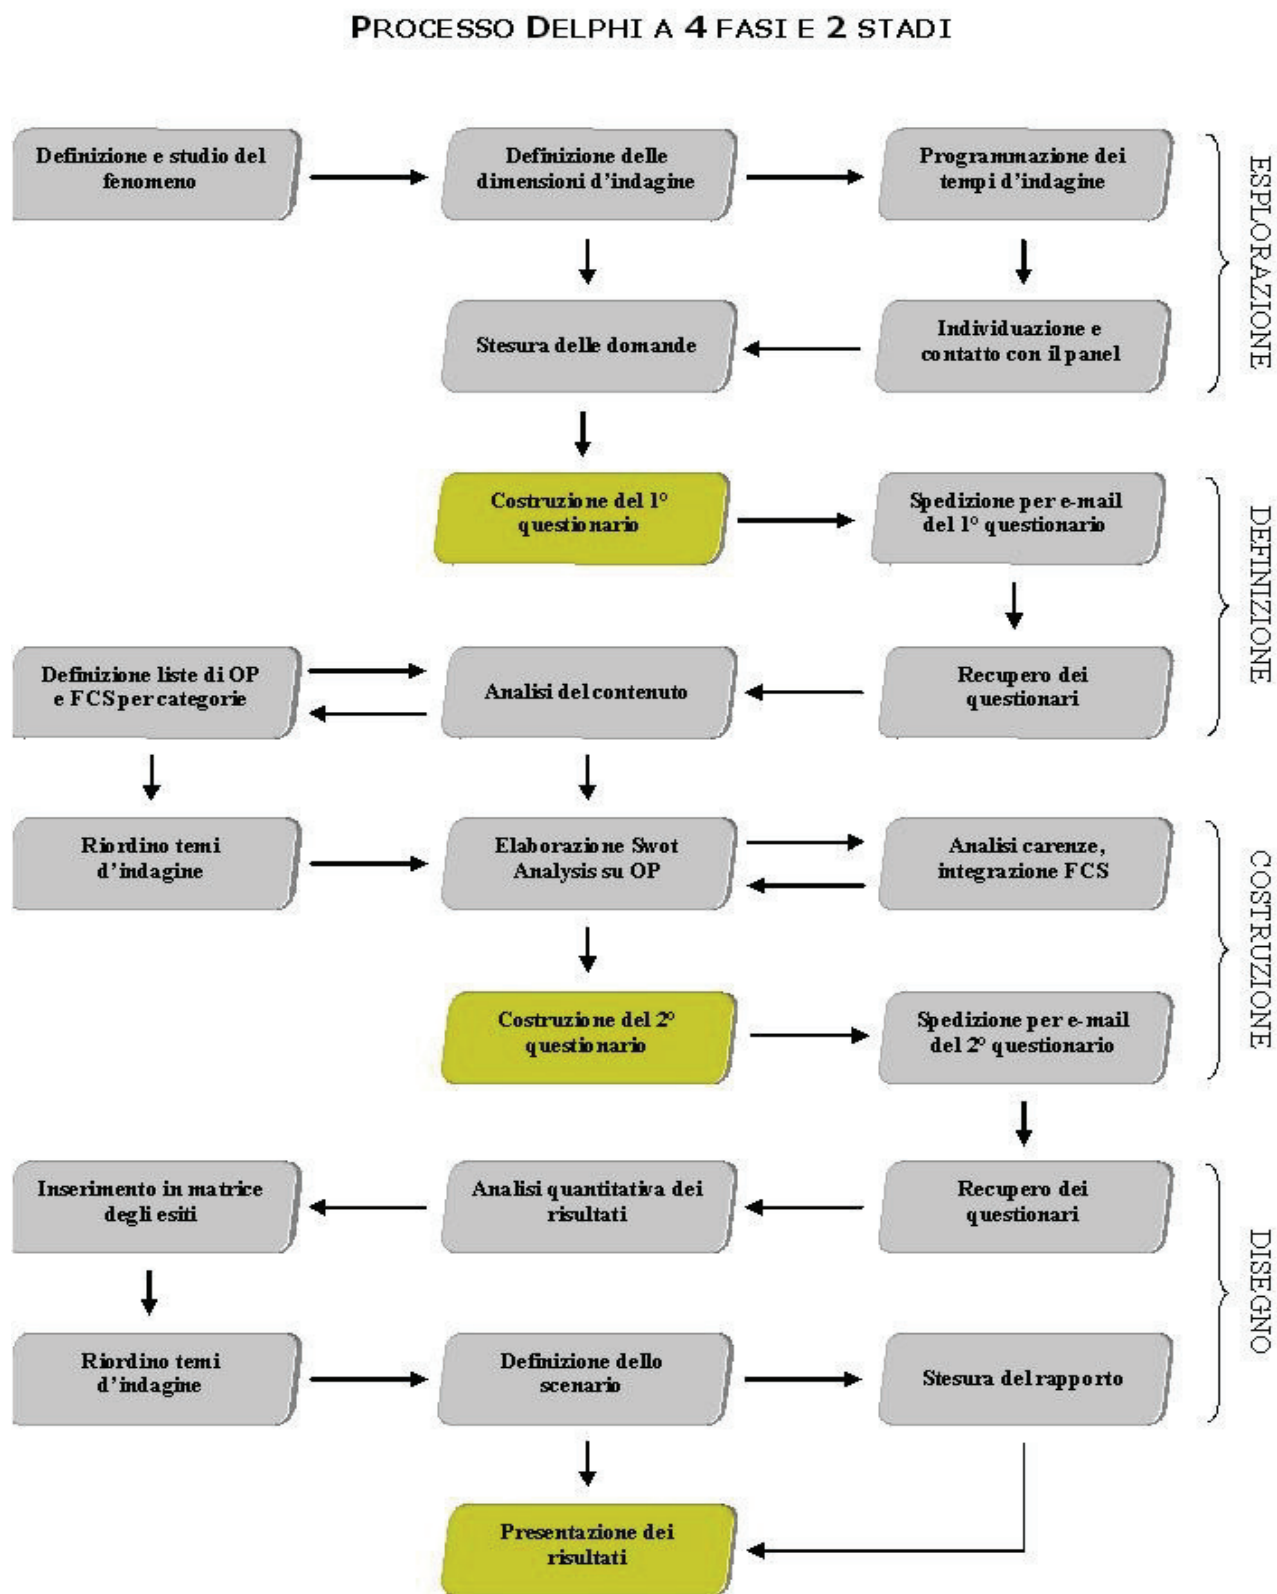 PROCESSO DELPHI A 4 FASI E 2 STADI
Definizione e studio del
fenomeno
Definizione delle
dimensioni d'indagine
Programmazione dei
tempi d'indagine
ESPLORAZIONE
Stesura delle domande
Individuazione e
contatto con il panel
Costruzione del 1°
questionario
Spedizione per e-mail
del 1° questionario
DEFINIZIONE
Definizione liste di OP
e FCS per categorie
Analisi del contenuto
Recupero dei
questionari
Riordino temi
d'indagine
Elaborazione Swot
Analysis su OP
Analisi carenze,
integrazione FCS
COSTRUZIONE
Costruzione del 2°
questionario
Spedizione per e-mail
del 2° questionario
Inserimento in matrice
degli esiti
Analisi quantitativa dei
risultati
Recupero dei
questionari
DISEGNO
Riordino temi
d'indagine
Definizione dello
scenario
Stesura del rapporto
Presentazione dei
risultati